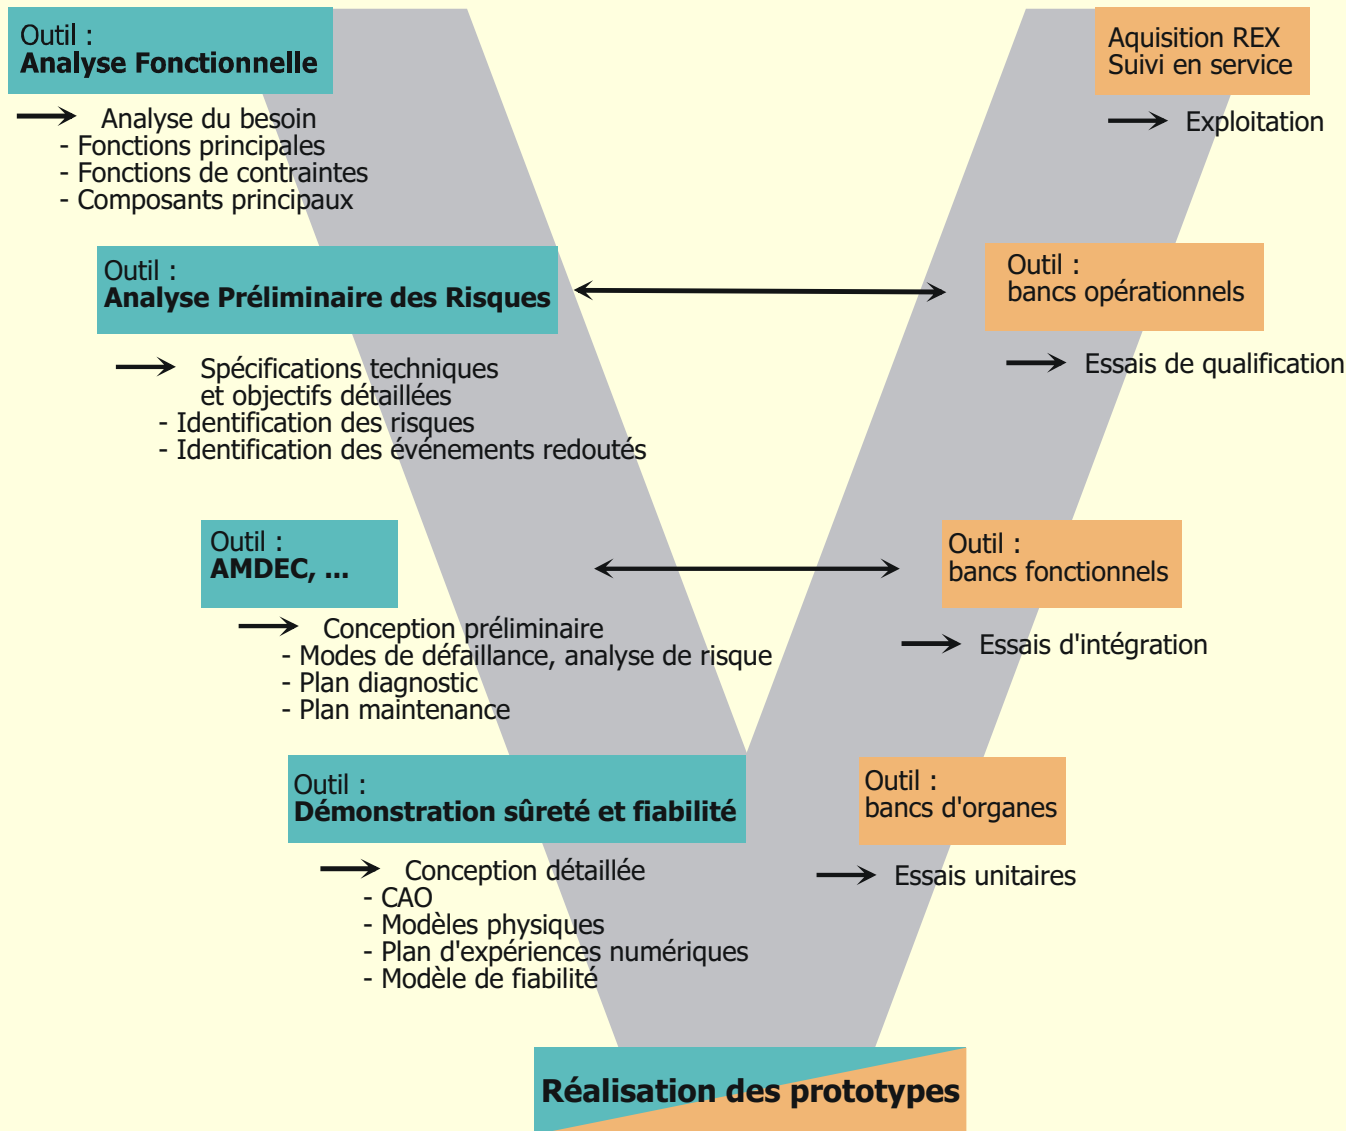 Outil :
Analyse Fonctionnelle
Analyse du besoin
- Fonctions principales
- Fonctions de contraintes
- Composants principaux
Outil :
Analyse Préliminaire des Risques
Spécifications techniques
et objectifs détaillées
- Identification des risques
- Identification des événements redoutés
Outil :
AMDEC, ...
Conception préliminaire
- Modes de défaillance, analyse de risque
- Plan diagnostic
- Plan maintenance
Outil :
Démonstration sûreté et fiabilité
Conception détaillée
- CAO
- Modèles physiques
- Plan d'expériences numériques
- Modèle de fiabilité
Réalisation des prototypes
Outil :
bancs d'organes
Essais unitaires
Outil :
bancs fonctionnels
Essais d'intégration
Outil :
bancs opérationnels
Essais de qualification
Aquisition REX
Suivi en service
Exploitation